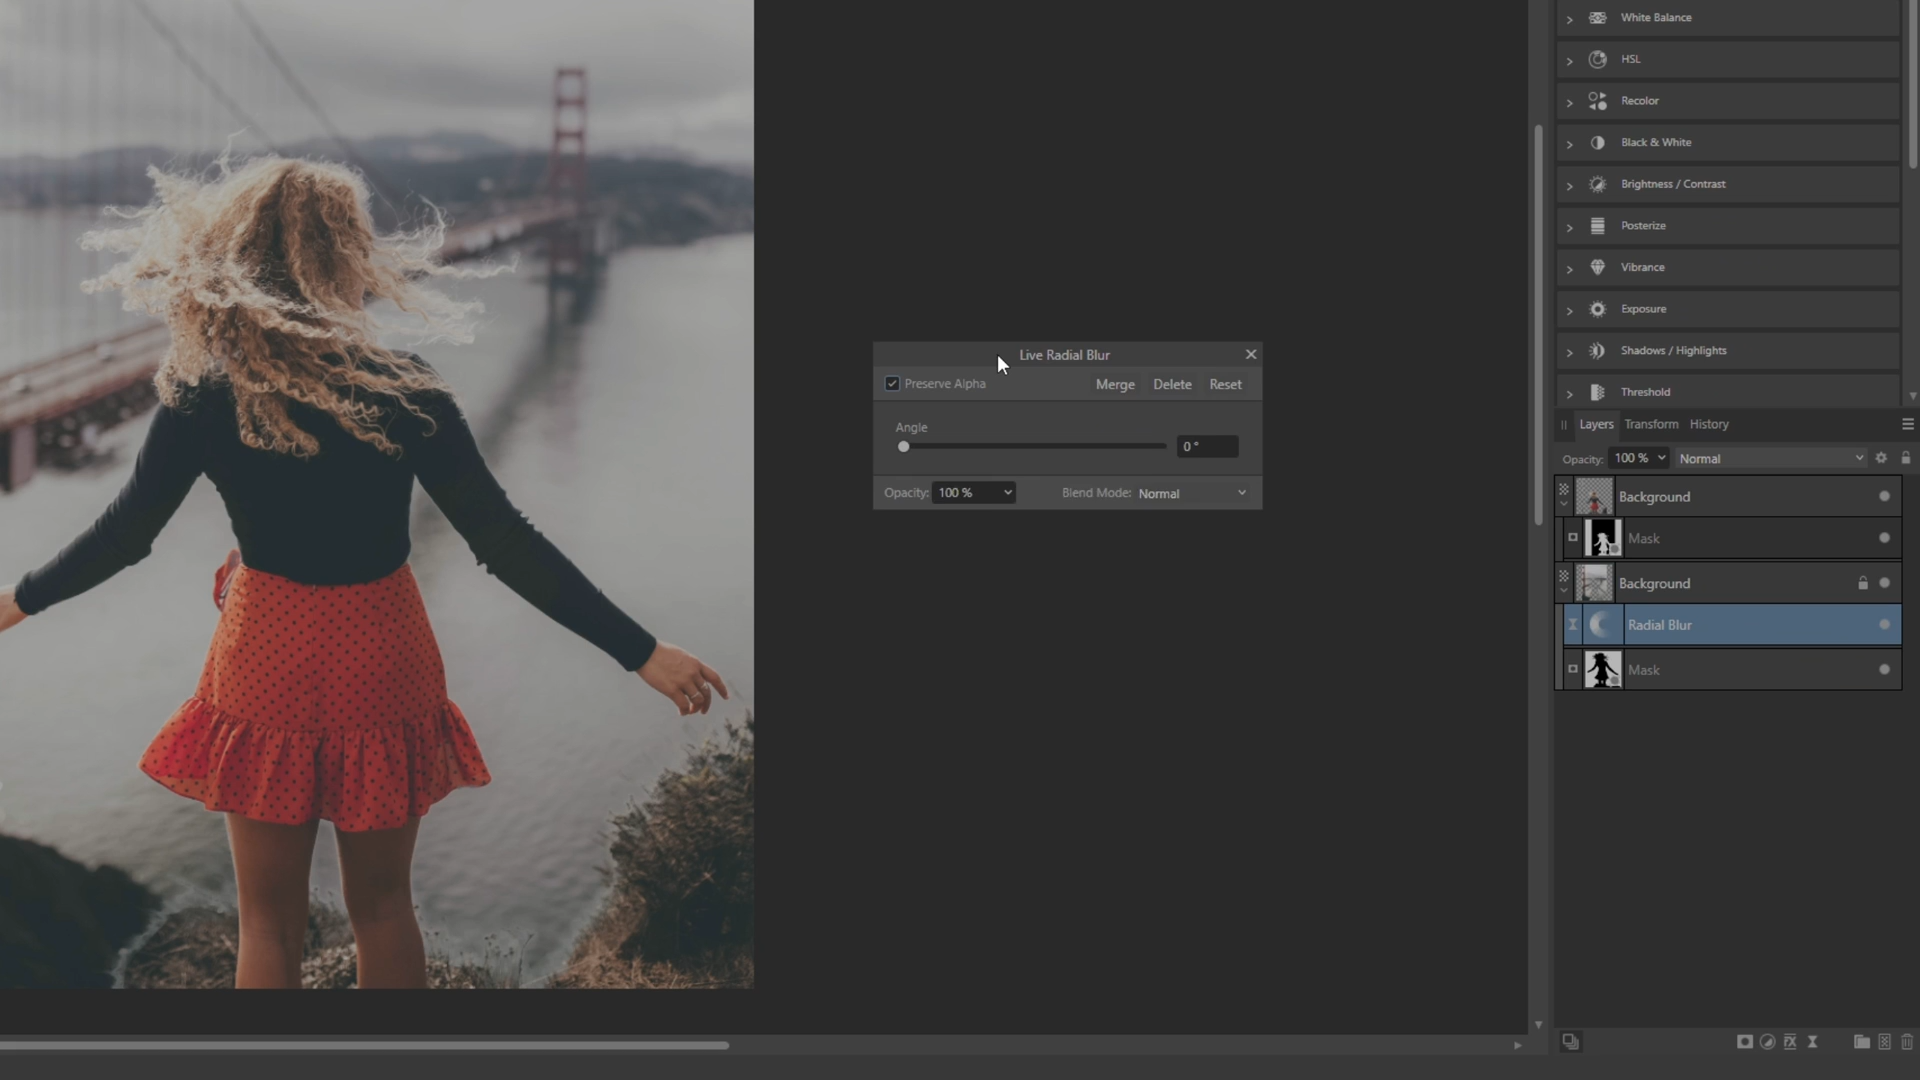 White Balance
HSL
Recolor
Black & White
Brightness / Contrast
Posterize
Vibrance
Exposure
Shadows / Highlights
Threshold
Live Radial Blur
Preserve Alpha
Merge Delete Reset
Angle
0 °
Opacity: 100 % Blend Mode: Normal
Layers Transform History
Opacity: 100 % Normal
Background
Mask
Background
Radial Blur
Mask